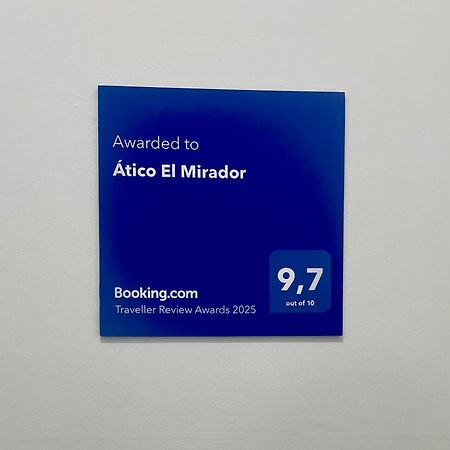 Awarded to
Ático El Mirador
9,7
out of 10
Booking.com
Traveller Review Awards 2025